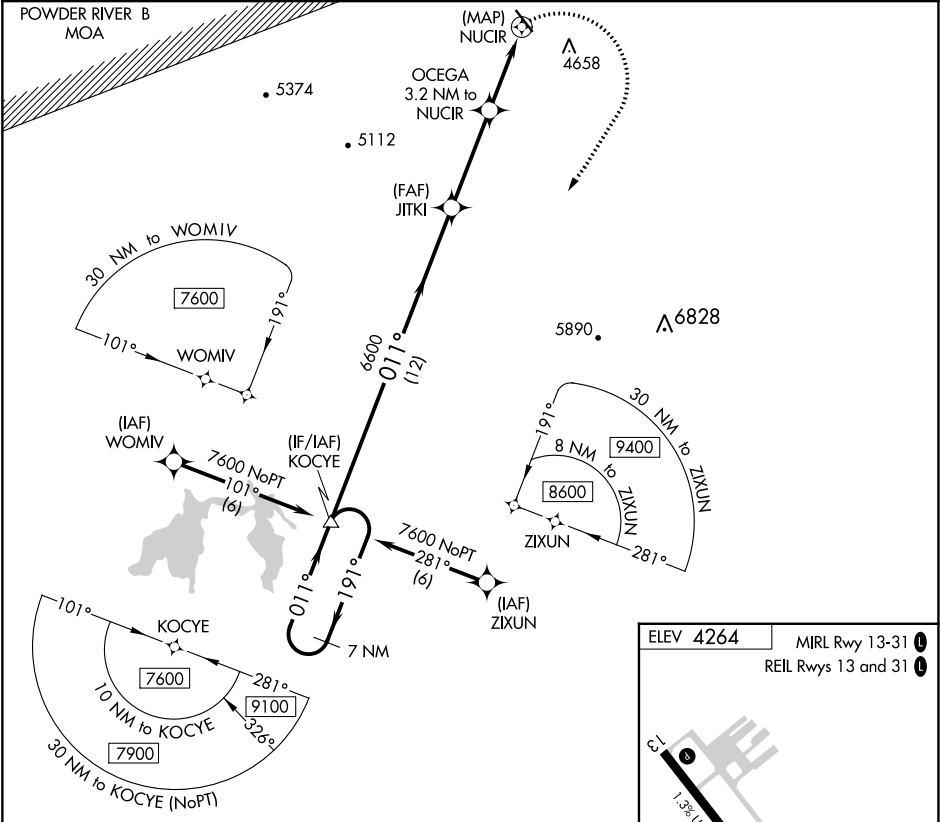 POWDER RIVER B
MOA
(MAP)
NUCIR
4658
5374
OCEGA
3.2 NM to
NUCIR
5112
(FAF)
JITKI
30 NM to WOMIV
7600
191°
101°
WOMIV
5890
6828
6600
011°
(12)
30 NM to ZIXUN
9400
191°
8 NM to ZIXUN
8600
ZIXUN
281°
(IAF)
WOMIV
7600 NoPT
101°
(6)
(IF/IAF)
KOCYE
7600 NoPT
281°
(6)
(IAF)
ZIXUN
011°
191°
7 NM
101°
KOCYE
7600
281°
10 NM to KOCYE
9100
326°
7900
30 NM to KOCYE (NoPT)
ELEV 4264
MIRL Rwy 13-31 L
REIL Rwys 13 and 31 L
13
P
1.3%